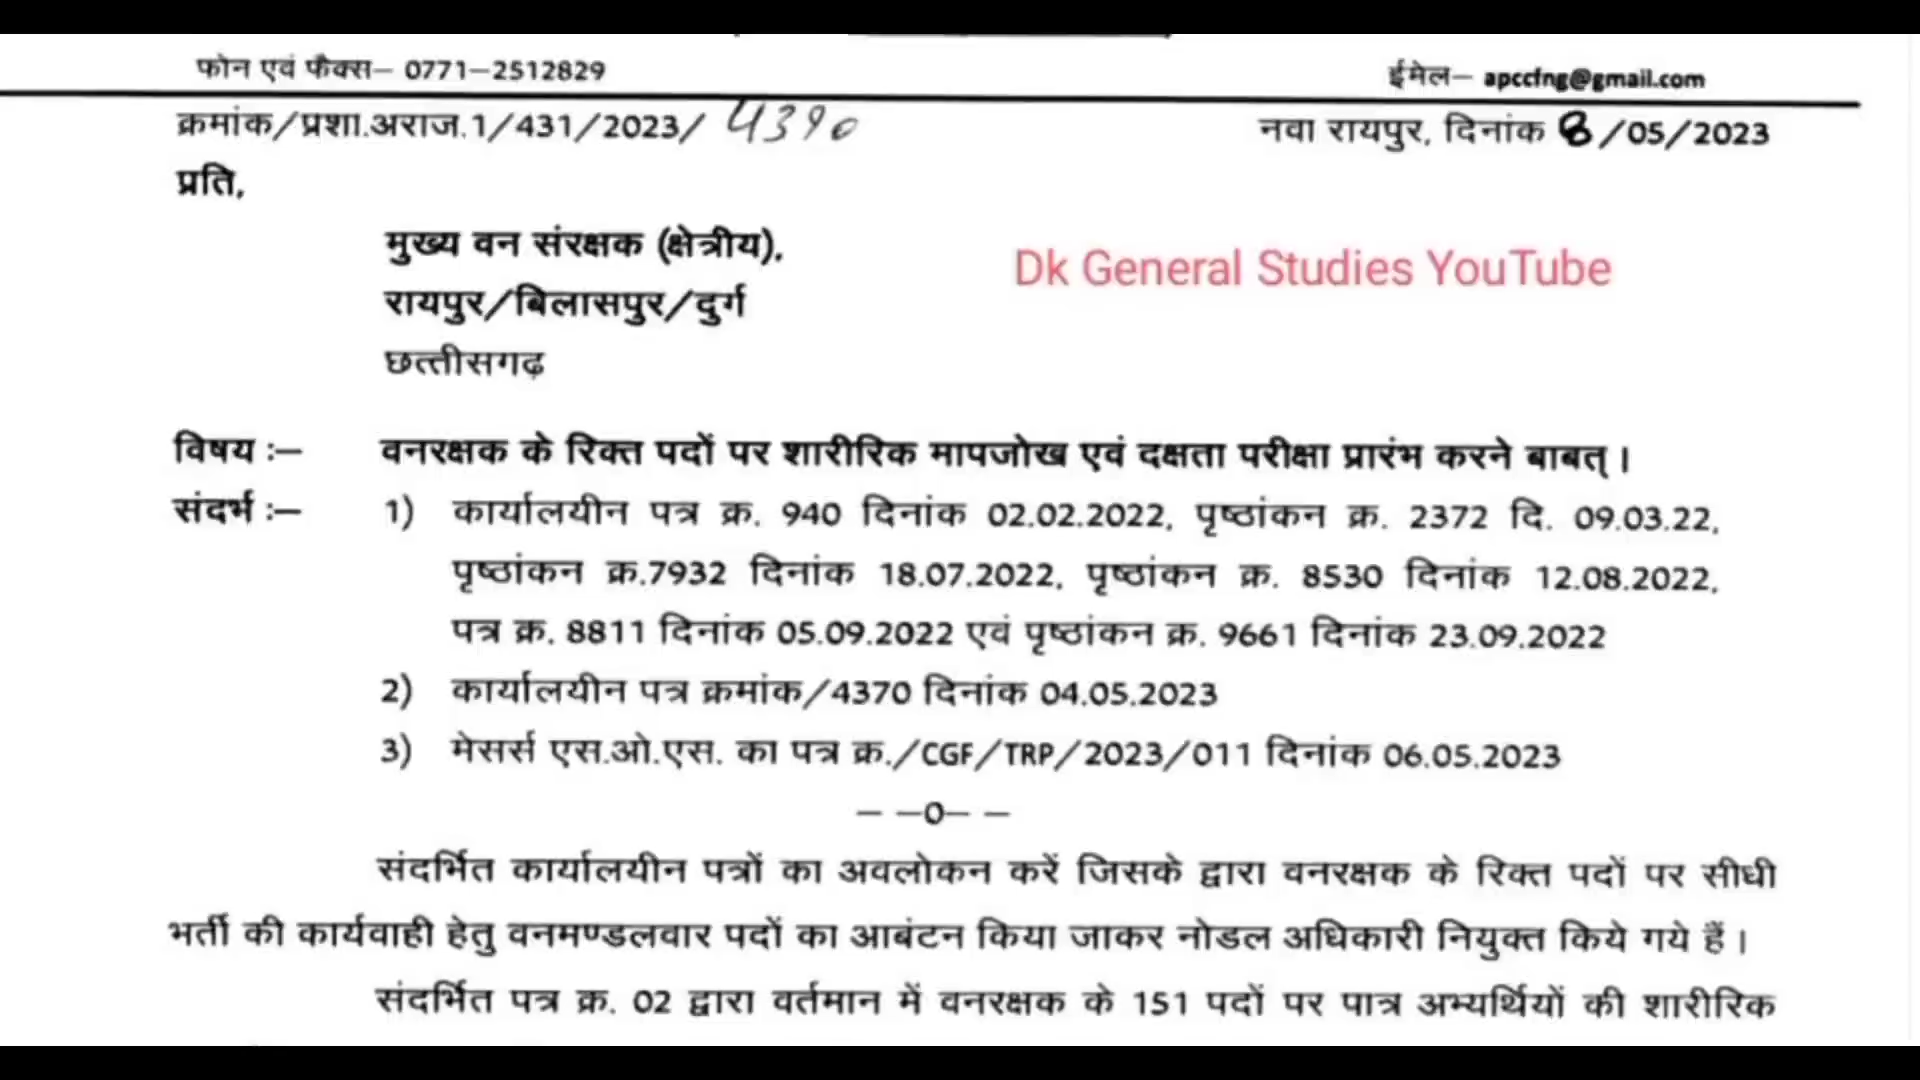 फोन एवं फैक्स– 0771–2512829
ईमेल– apccfng@gmail.com
क्रमांक/प्रशा.अराज.1/431/2023/ 4390
नवा रायपुर, दिनांक 8/05/2023
प्रति,
मुख्य वन संरक्षक (क्षेत्रीय),
Dk General Studies YouTube
रायपुर/बिलासपुर/दुर्ग
छत्तीसगढ़
विषय :– वनरक्षक के रिक्त पदों पर शारीरिक मापजोख एवं दक्षता परीक्षा प्रारंभ करने बाबत्।
संदर्भ :– 1) कार्यालयीन पत्र क्र. 940 दिनांक 02.02.2022, पृष्ठांकन क्र. 2372 दि. 09.03.22,
पृष्ठांकन क्र.7932 दिनांक 18.07.2022, पृष्ठांकन क्र. 8530 दिनांक 12.08.2022,
पत्र क्र. 8811 दिनांक 05.09.2022 एवं पृष्ठांकन क्र. 9661 दिनांक 23.09.2022
2) कार्यालयीन पत्र क्रमांक/4370 दिनांक 04.05.2023
3) मेसर्स एस.ओ.एस. का पत्र क्र./CGF/TRP/2023/011 दिनांक 06.05.2023
– –0– –
संदर्भित कार्यालयीन पत्रों का अवलोकन करें जिसके द्वारा वनरक्षक के रिक्त पदों पर सीधी
भर्ती की कार्यवाही हेतु वनमण्डलवार पदों का आबंटन किया जाकर नोडल अधिकारी नियुक्त किये गये हैं।
संदर्भित पत्र क्र. 02 द्वारा वर्तमान में वनरक्षक के 151 पदों पर पात्र अभ्यर्थियों की शारीरिक